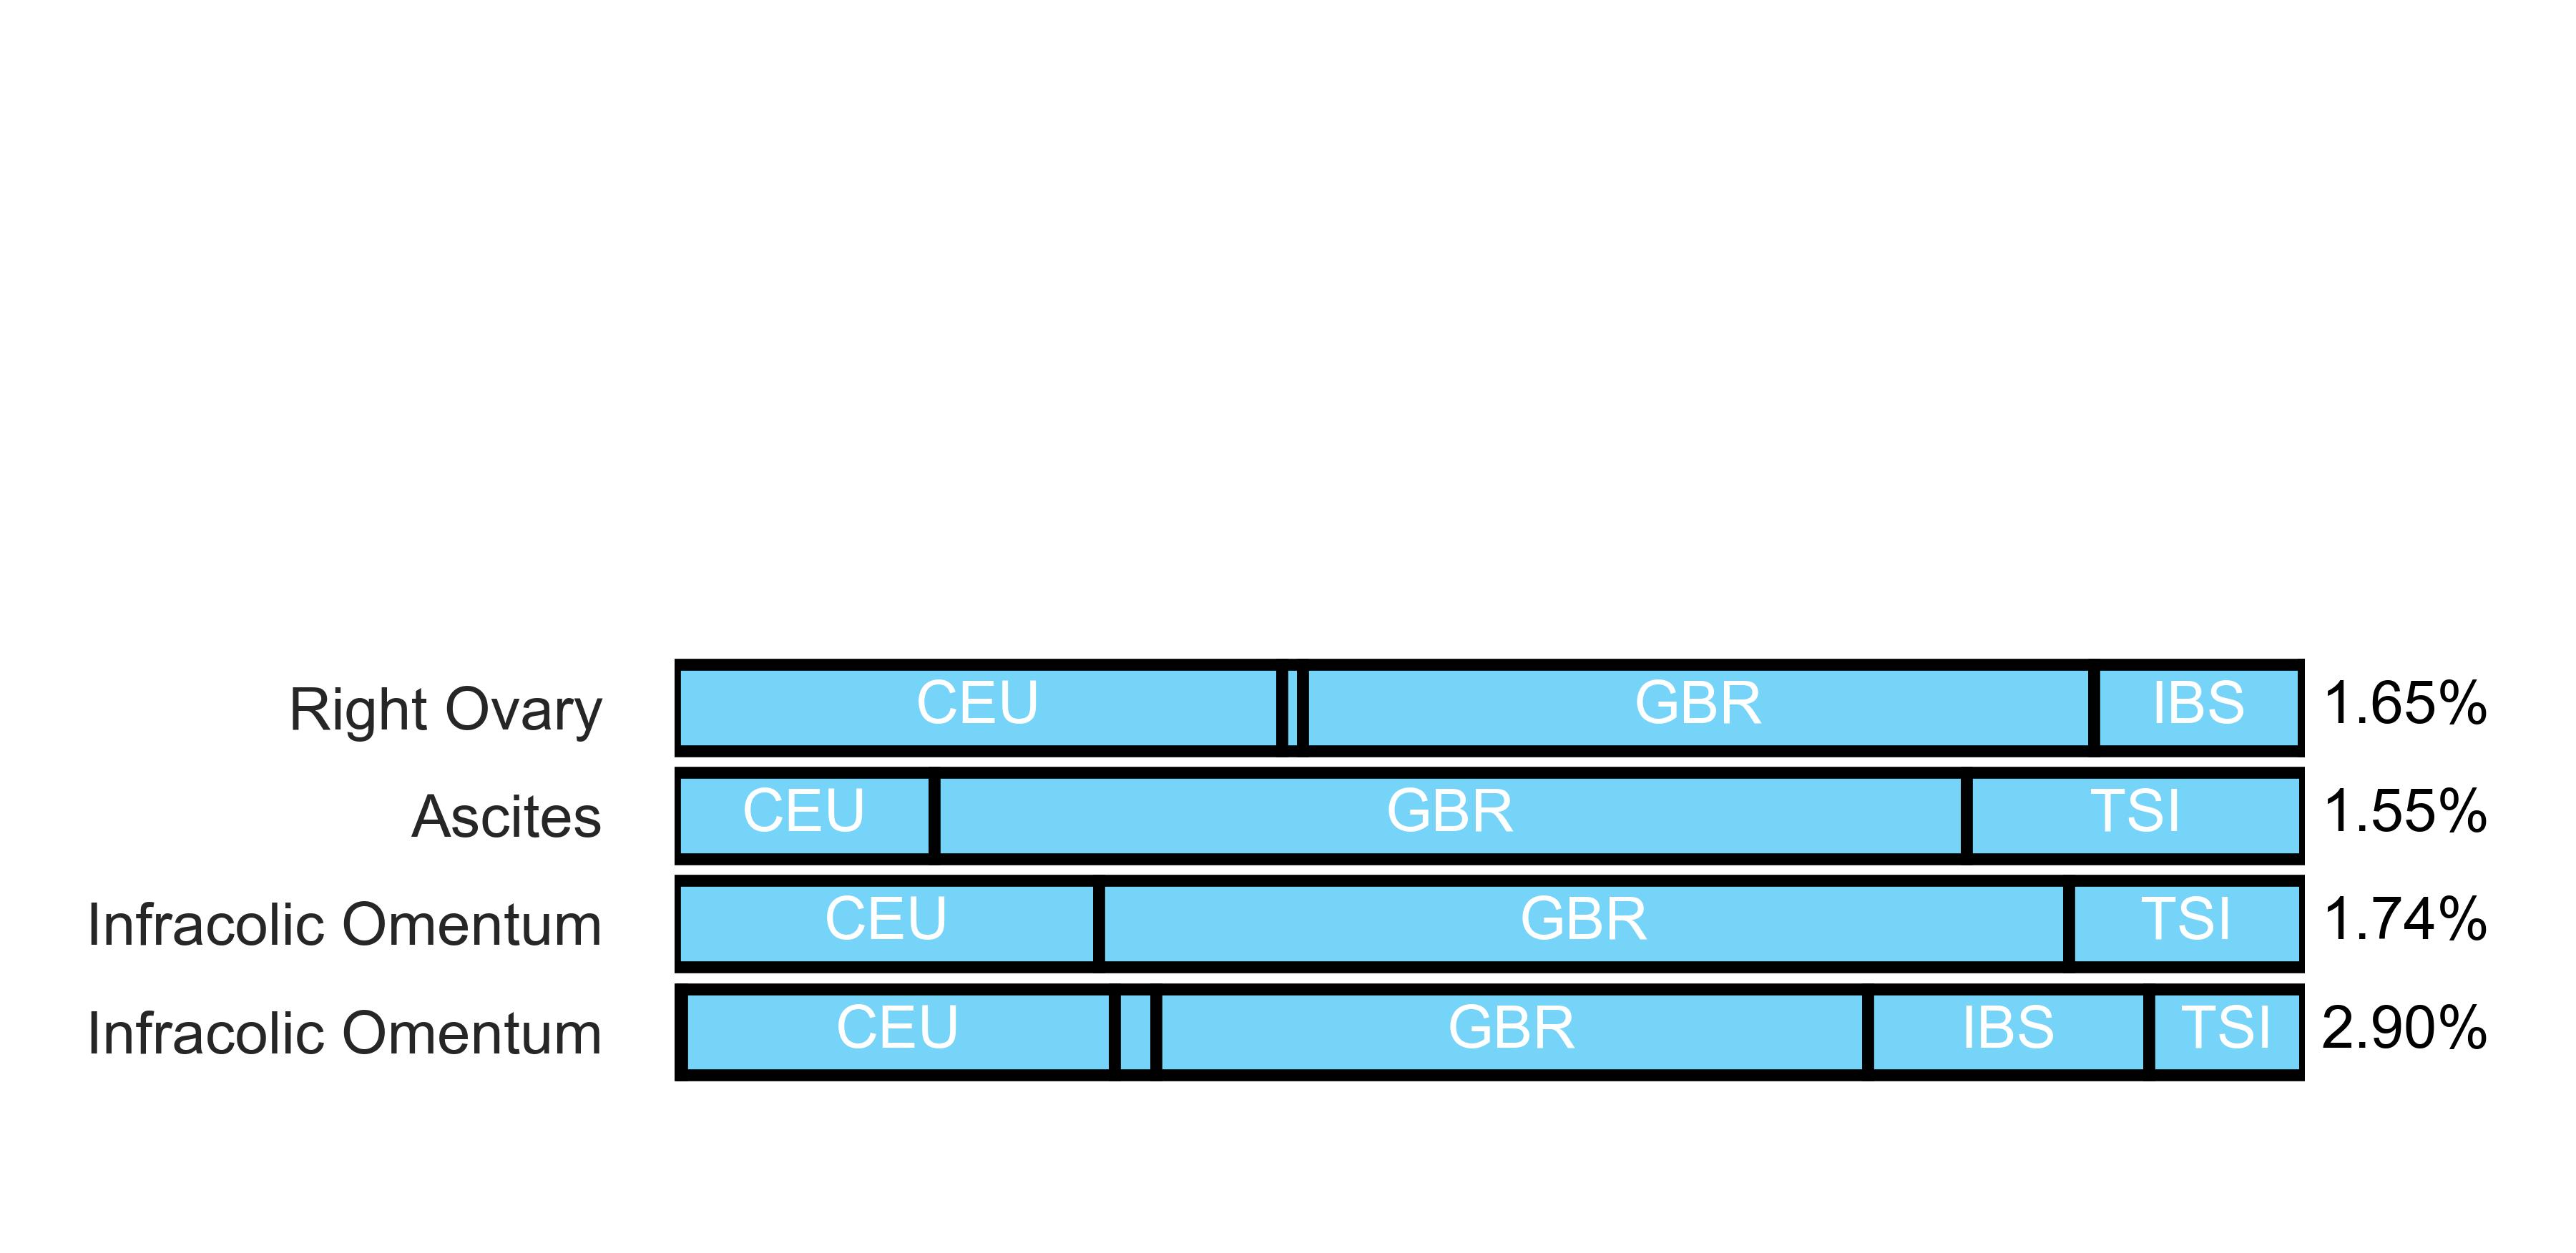 Right Ovary CEU GBR IBS 1.65%
Ascites CEU GBR TSI 1.55%
Infracolic Omentum CEU GBR TSI 1.74%
Infracolic Omentum CEU GBR IBS TSI 2.90%